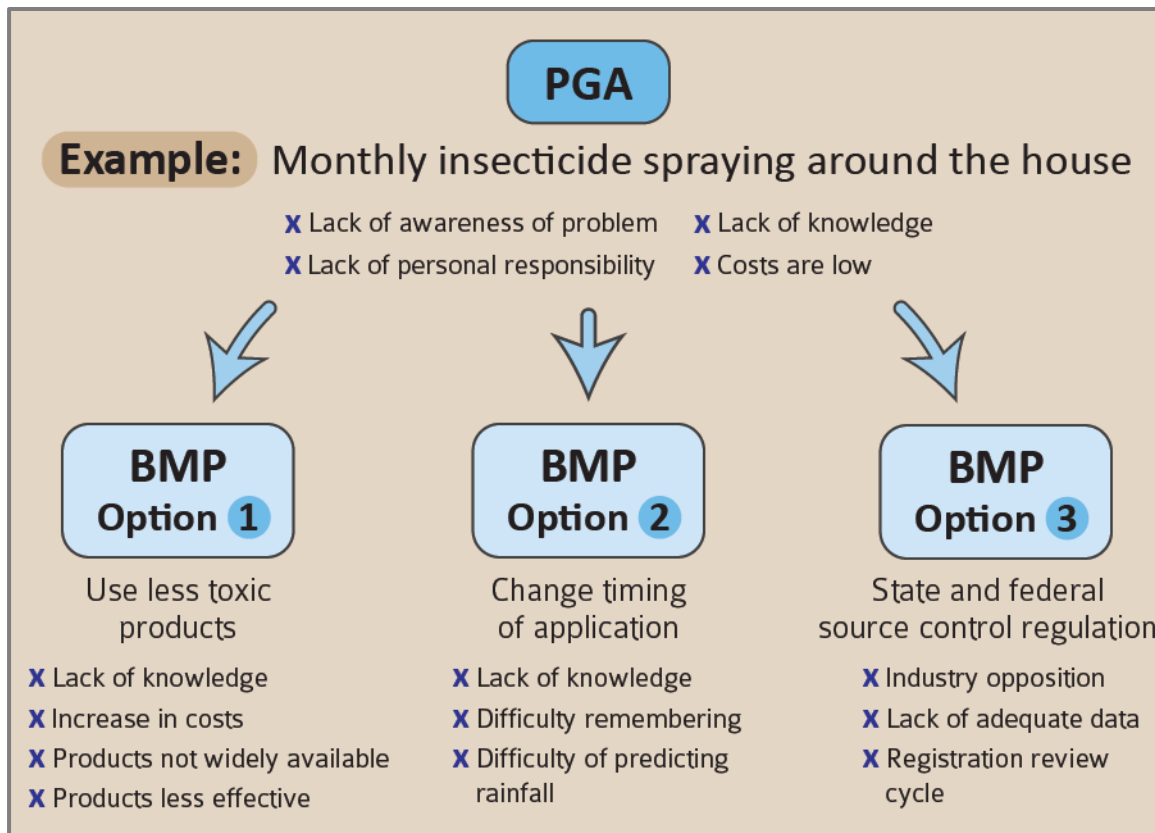 PGA
Example: Monthly insecticide spraying around the house
X Lack of awareness of problem
X Lack of personal responsibility
X Lack of knowledge
X Costs are low
BMP
Option 1
Use less toxic
products
X Lack of knowledge
X Increase in costs
X Products not widely available
X Products less effective
BMP
Option 2
Change timing
of application
X Lack of knowledge
X Difficulty remembering
X Difficulty of predicting
rainfall
BMP
Option 3
State and federal
source control regulation
X Industry opposition
X Lack of adequate data
X Registration review
cycle